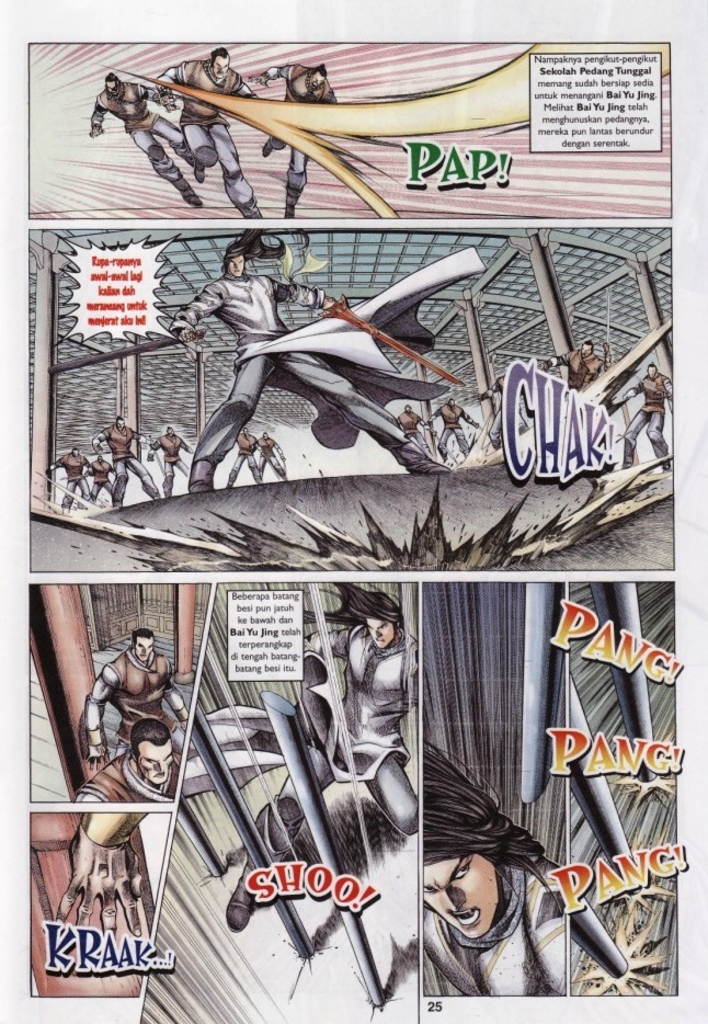 Nampaknya pengikut-pengikut
Sekolah Pedang Tunggal
memang sudah bersiap sedia
untuk menangani Bai Yu Jing.
Melihat Bai Yu Jing telah
menghunuskan pedangnya,
mereka pun lantas berundur
dengan serentak.
PAP!
Rupa-rupanya
awal-awal lagi
kalian dah
merancang untuk
menjerat aku ini!
CHAK!
Beberapa batang
besi pun jatuh
ke bawah dan
Bai Yu Jing telah
terperangkap
di tengah batang-
batang besi itu.
KRAAK...!
SHOO!
PANG!
PANG!
PANG!
25